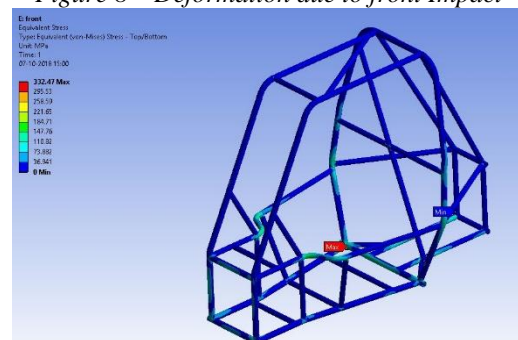 Figure 8 – Deformation due to front Impact
E: front
Equivalent Stress
Type: Equivalent (von-Mises) Stress - Top/Bottom
Unit: MPa
Time: 1
07-10-2018 15:00
332.47 Max
295.53
258.59
221.65
184.71
147.76
110.82
73.882
36.941
0 Min
Max
Min